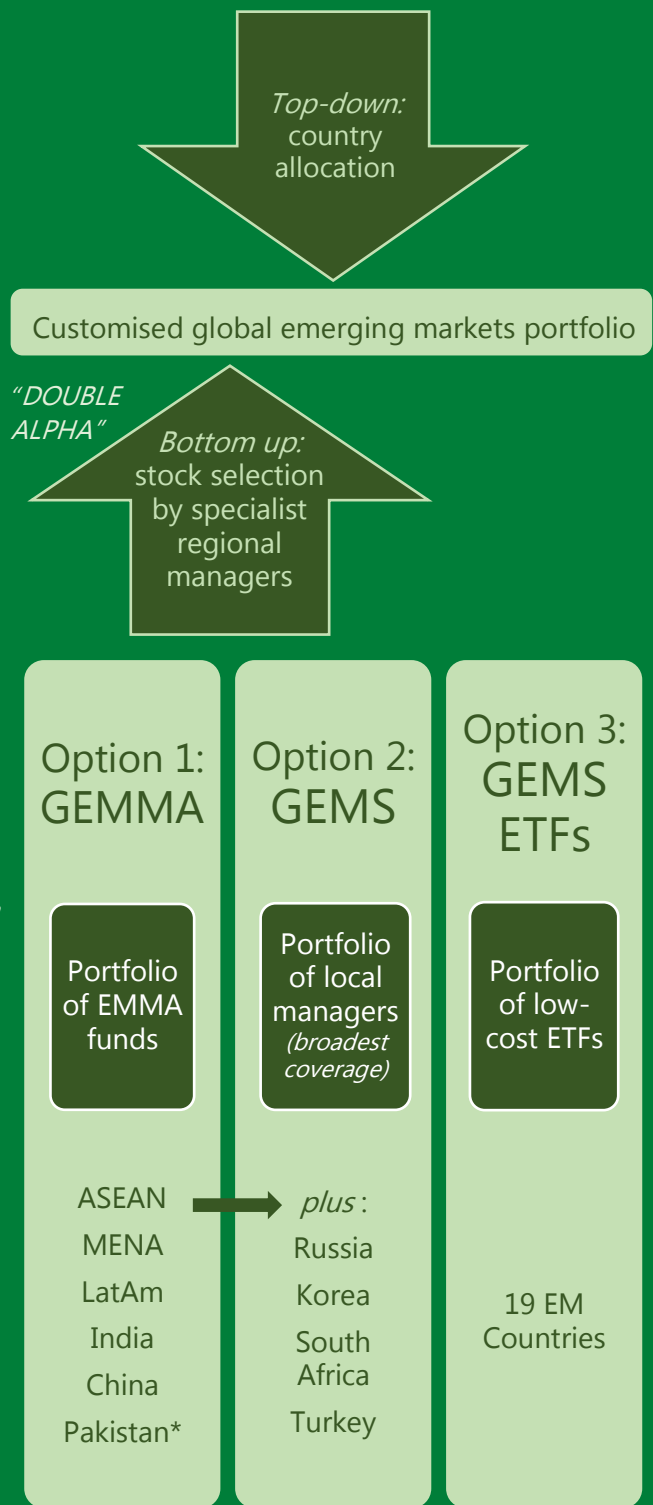 Top-down:
country
allocation
Customised global emerging markets portfolio
“DOUBLE
ALPHA”
Bottom up:
stock selection
by specialist
regional
managers
Option 1:
GEMMA
Portfolio
of EMMA
funds
ASEAN
MENA
LatAm
India
China
Pakistan*
Option 2:
GEMS
Portfolio
of local
managers
(broadest
coverage)
plus :
Russia
Korea
South
Africa
Turkey
Option 3:
GEMS
ETFs
Portfolio
of low-
cost ETFs
19 EM
Countries